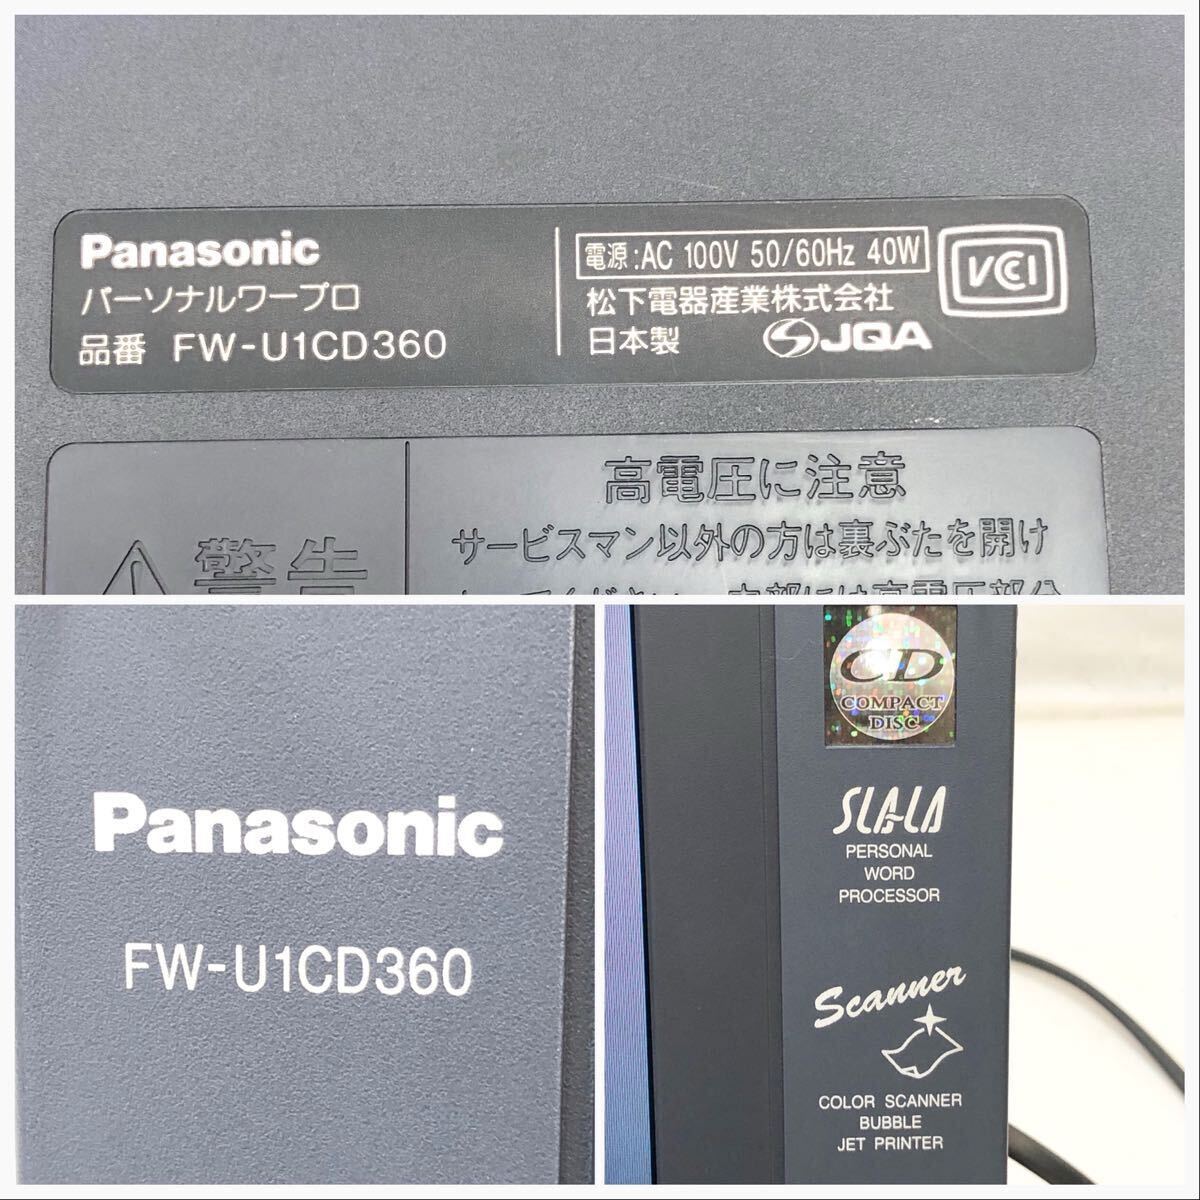 Panasonic
パーソナルワープロ
品番 FW-U1CD360
電源:AC 100V 50/60Hz 40W
松下電器産業株式会社
日本製 JQA
VCCI
警告
高電圧に注意
サービスマン以外の方は裏ぶたを開け
Panasonic
FW-U1CD360
CD
COMPACT
DISC
SLALA
PERSONAL
WORD
PROCESSOR
Scanner
COLOR SCANNER
BUBBLE
JET PRINTER